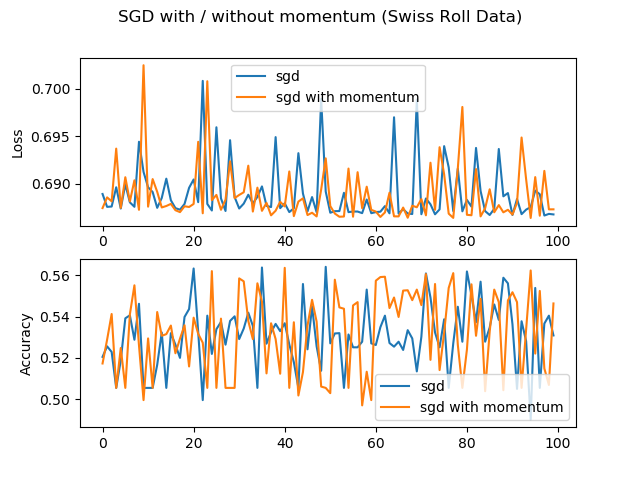 SGD with / without momentum (Swiss Roll Data)
Loss
0.700
0.695
0.690
sgd
sgd with momentum
0 20 40 60 80 100
Accuracy
0.56
0.54
0.52
0.50
sgd
sgd with momentum
0 20 40 60 80 100